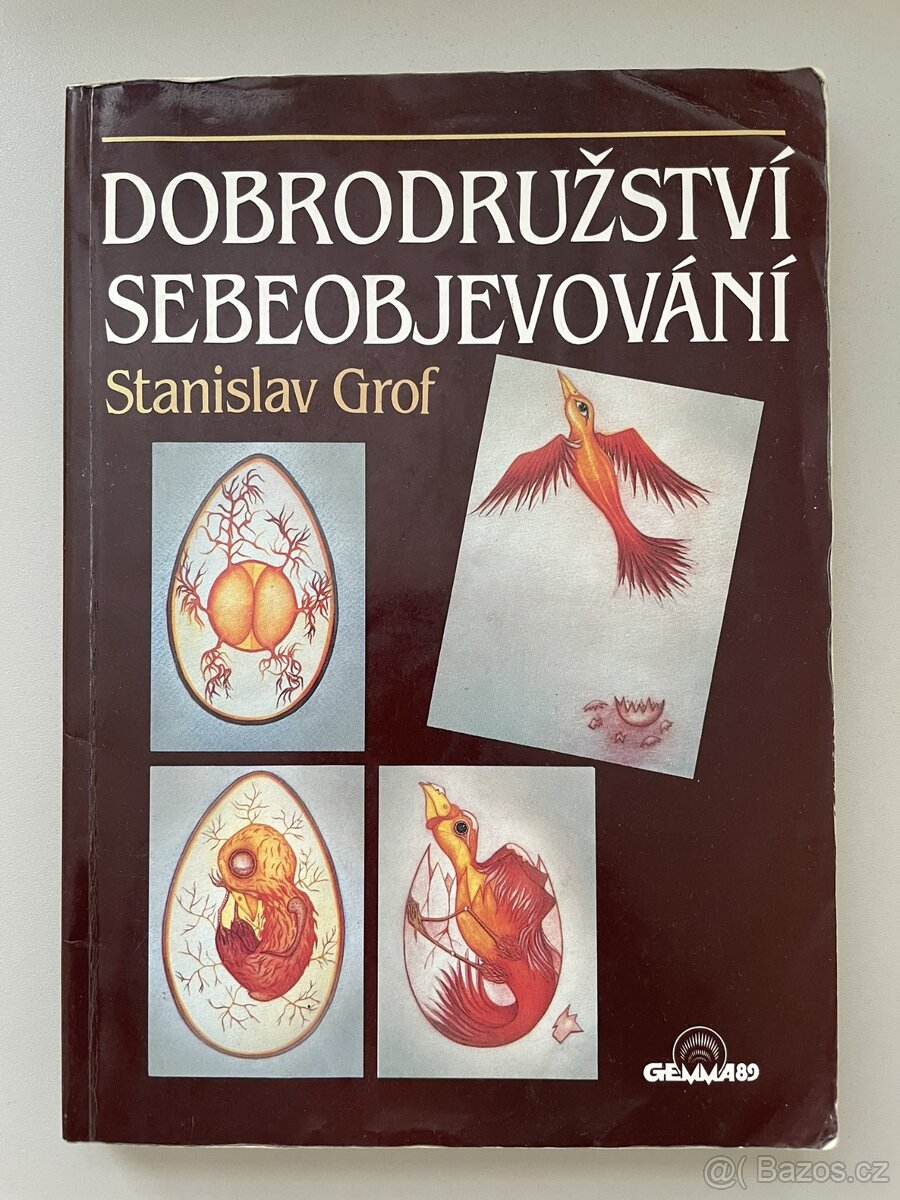 DOBRODRUŽSTVÍ
SEBEOBJEVOVÁNÍ
Stanislav Grof
GEMMA89
@( Bazos.cz